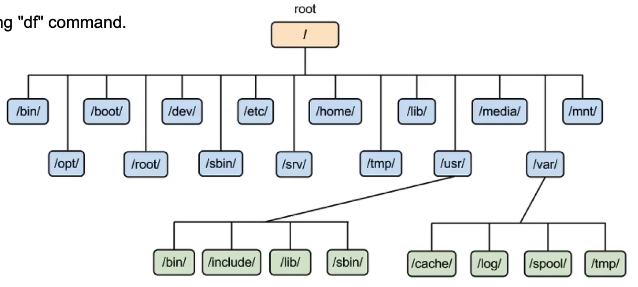 root
ng "df" command.
/
/bin/ /boot/ /dev/ /etc/ /home/ /lib/ /media/ /mnt/
/opt/ /root/ /sbin/ /srv/ /tmp/ /usr/ /var/
/bin/ /include/ /lib/ /sbin/ /cache/ /log/ /spool/ /tmp/